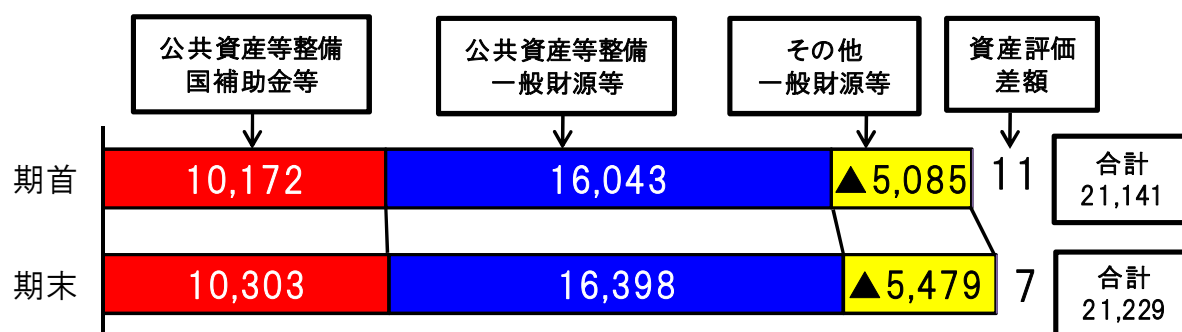 公共資産等整備
国補助金等
公共資産等整備
一般財源等
その他
一般財源等
資産評価
差額
期首
10,172
16,043
▲5,085
11
合計
21,141
期末
10,303
16,398
▲5,479
7
合計
21,229